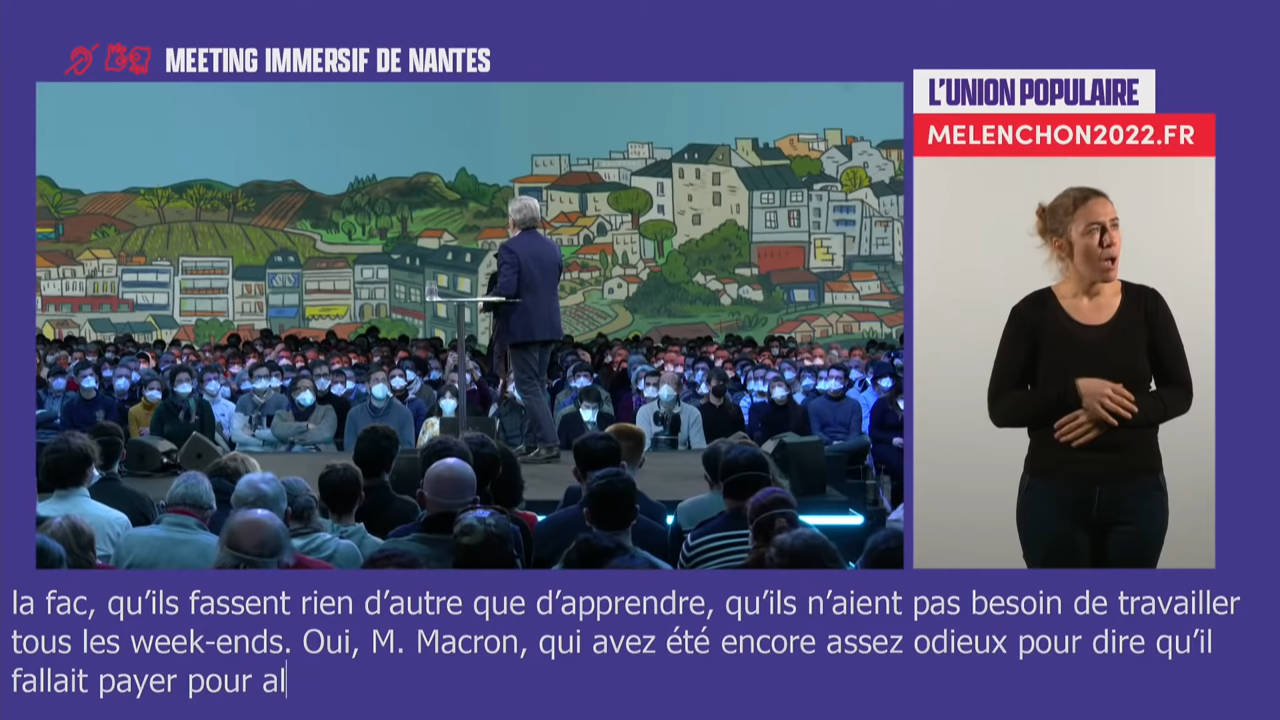 MEETING IMMERSIF DE NANTES
L'UNION POPULAIRE
MELENCHON2022.FR
la fac, qu'ils fassent rien d'autre que d'apprendre, qu'ils n'aient pas besoin de travailler
tous les week-ends. Oui, M. Macron, qui avez été encore assez odieux pour dire qu'il
fallait payer pour al